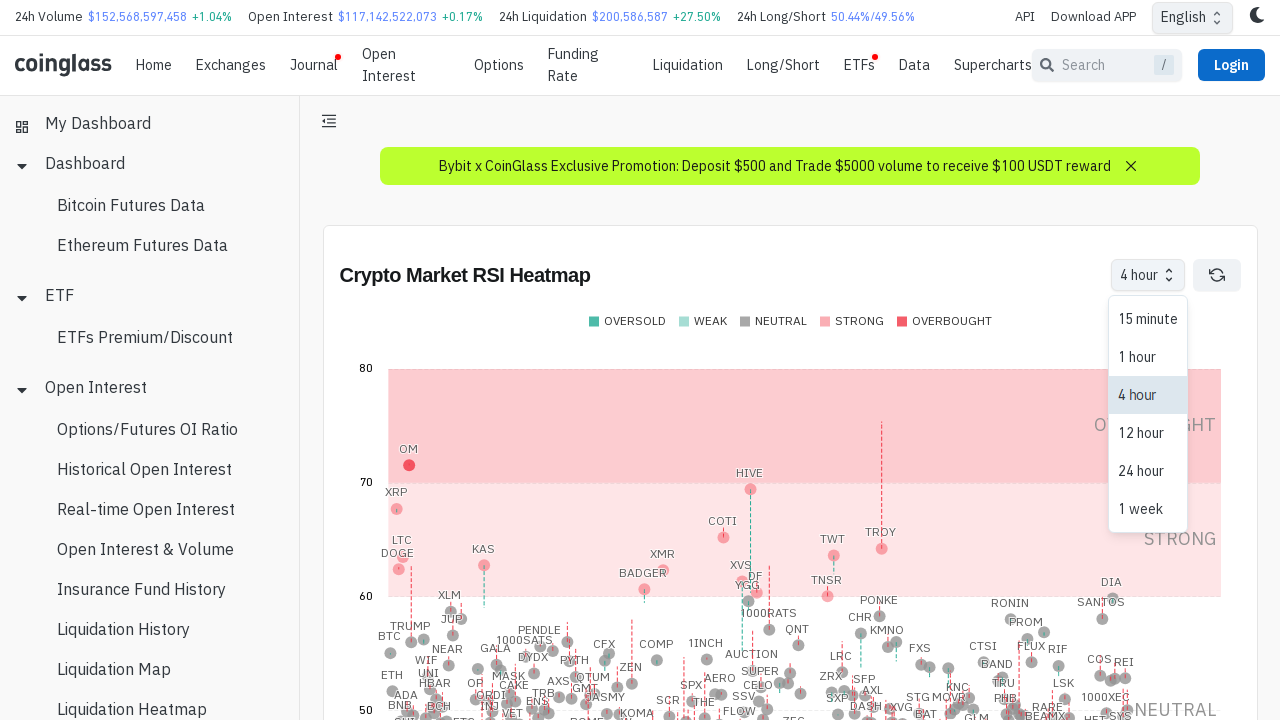 24h Volume $152,568,597,458 +1.04% 24h Open Interest $117,142,522,073 +0.17% 24h Liquidation $200,586,587 +27.50% 24h Long/Short 50.44%/49.56% API Download APP English
coinglass Home Exchanges Journal Open Interest Options Funding Rate Liquidation Long/Short ETFs Data Supercharts Search / Login
My Dashboard
Dashboard
Bitcoin Futures Data
Ethereum Futures Data
ETF
ETFs Premium/Discount
Open Interest
Options/Futures OI Ratio
Historical Open Interest
Real-time Open Interest
Open Interest & Volume
Insurance Fund History
Liquidation History
Liquidation Map
Liquidation Heatmap
Bybit x CoinGlass Exclusive Promotion: Deposit $500 and Trade $5000 volume to receive $100 USDT reward
Crypto Market RSI Heatmap
4 hour
15 minute
1 hour
4 hour
12 hour
24 hour
1 week
OVERSOLD WEAK NEUTRAL STRONG OVERBOUGHT
80
OM
HIVE
70
XRP
COTI
TROY
TWT
STRONG
LTC
DOGE
KAS
XMR
XVS
BADGER
DF
YGG
TNSR
DIA
60
XLM
PONKE
RONIN
SANTOS
JUP
1000RATS
CHR
PROM
TRUMP
PENDLE
QNT
KMNO
BTC
1000SATS
CFX
COMP
1INCH
FXS
CTSI
FLUX
RIF
NEAR
GALA
DYDX
PYTH
AUCTION
LRC
BAND
COS
REI
WIF
ZEN
SUPER
ETH
UNI
MASK
AXS
QTUM
AERO
ZRX
SFP
TRU
LSK
HBAR
OP
CAKE
GMT
SPX
CELO
AXL
KNC
ADA
ORDI
TRB
DASMY
SCR
THE
SSV
SXP
STG
MOVR
PHB
1000XEC
BNB
BCH
INJ
ENS
DASH
XVG
RARE
50
VET
KOMA
FLOW
BAT
GLM
BEAMX
NEUTRAL